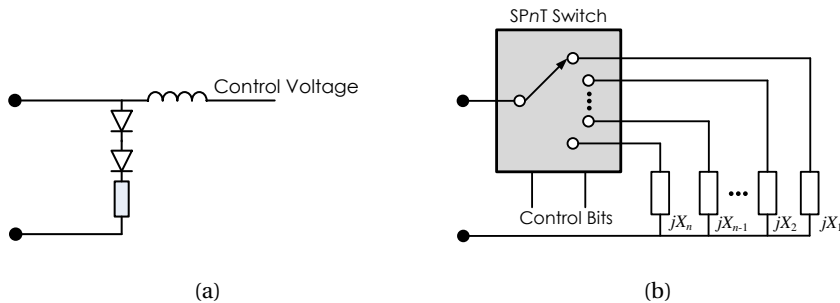 SPnT Switch
Control Voltage
Control Bits
jXn
jXn-1
jX2
jX1
(a)
(b)